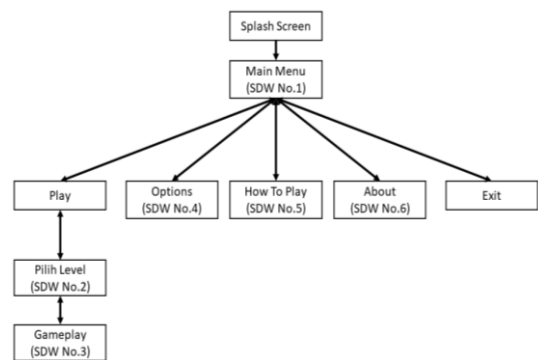 Splash Screen
Main Menu
(SDW No.1)
Play
Options
(SDW No.4)
How To Play
(SDW No.5)
About
(SDW No.6)
Exit
Pilih Level
(SDW No.2)
Gameplay
(SDW No.3)